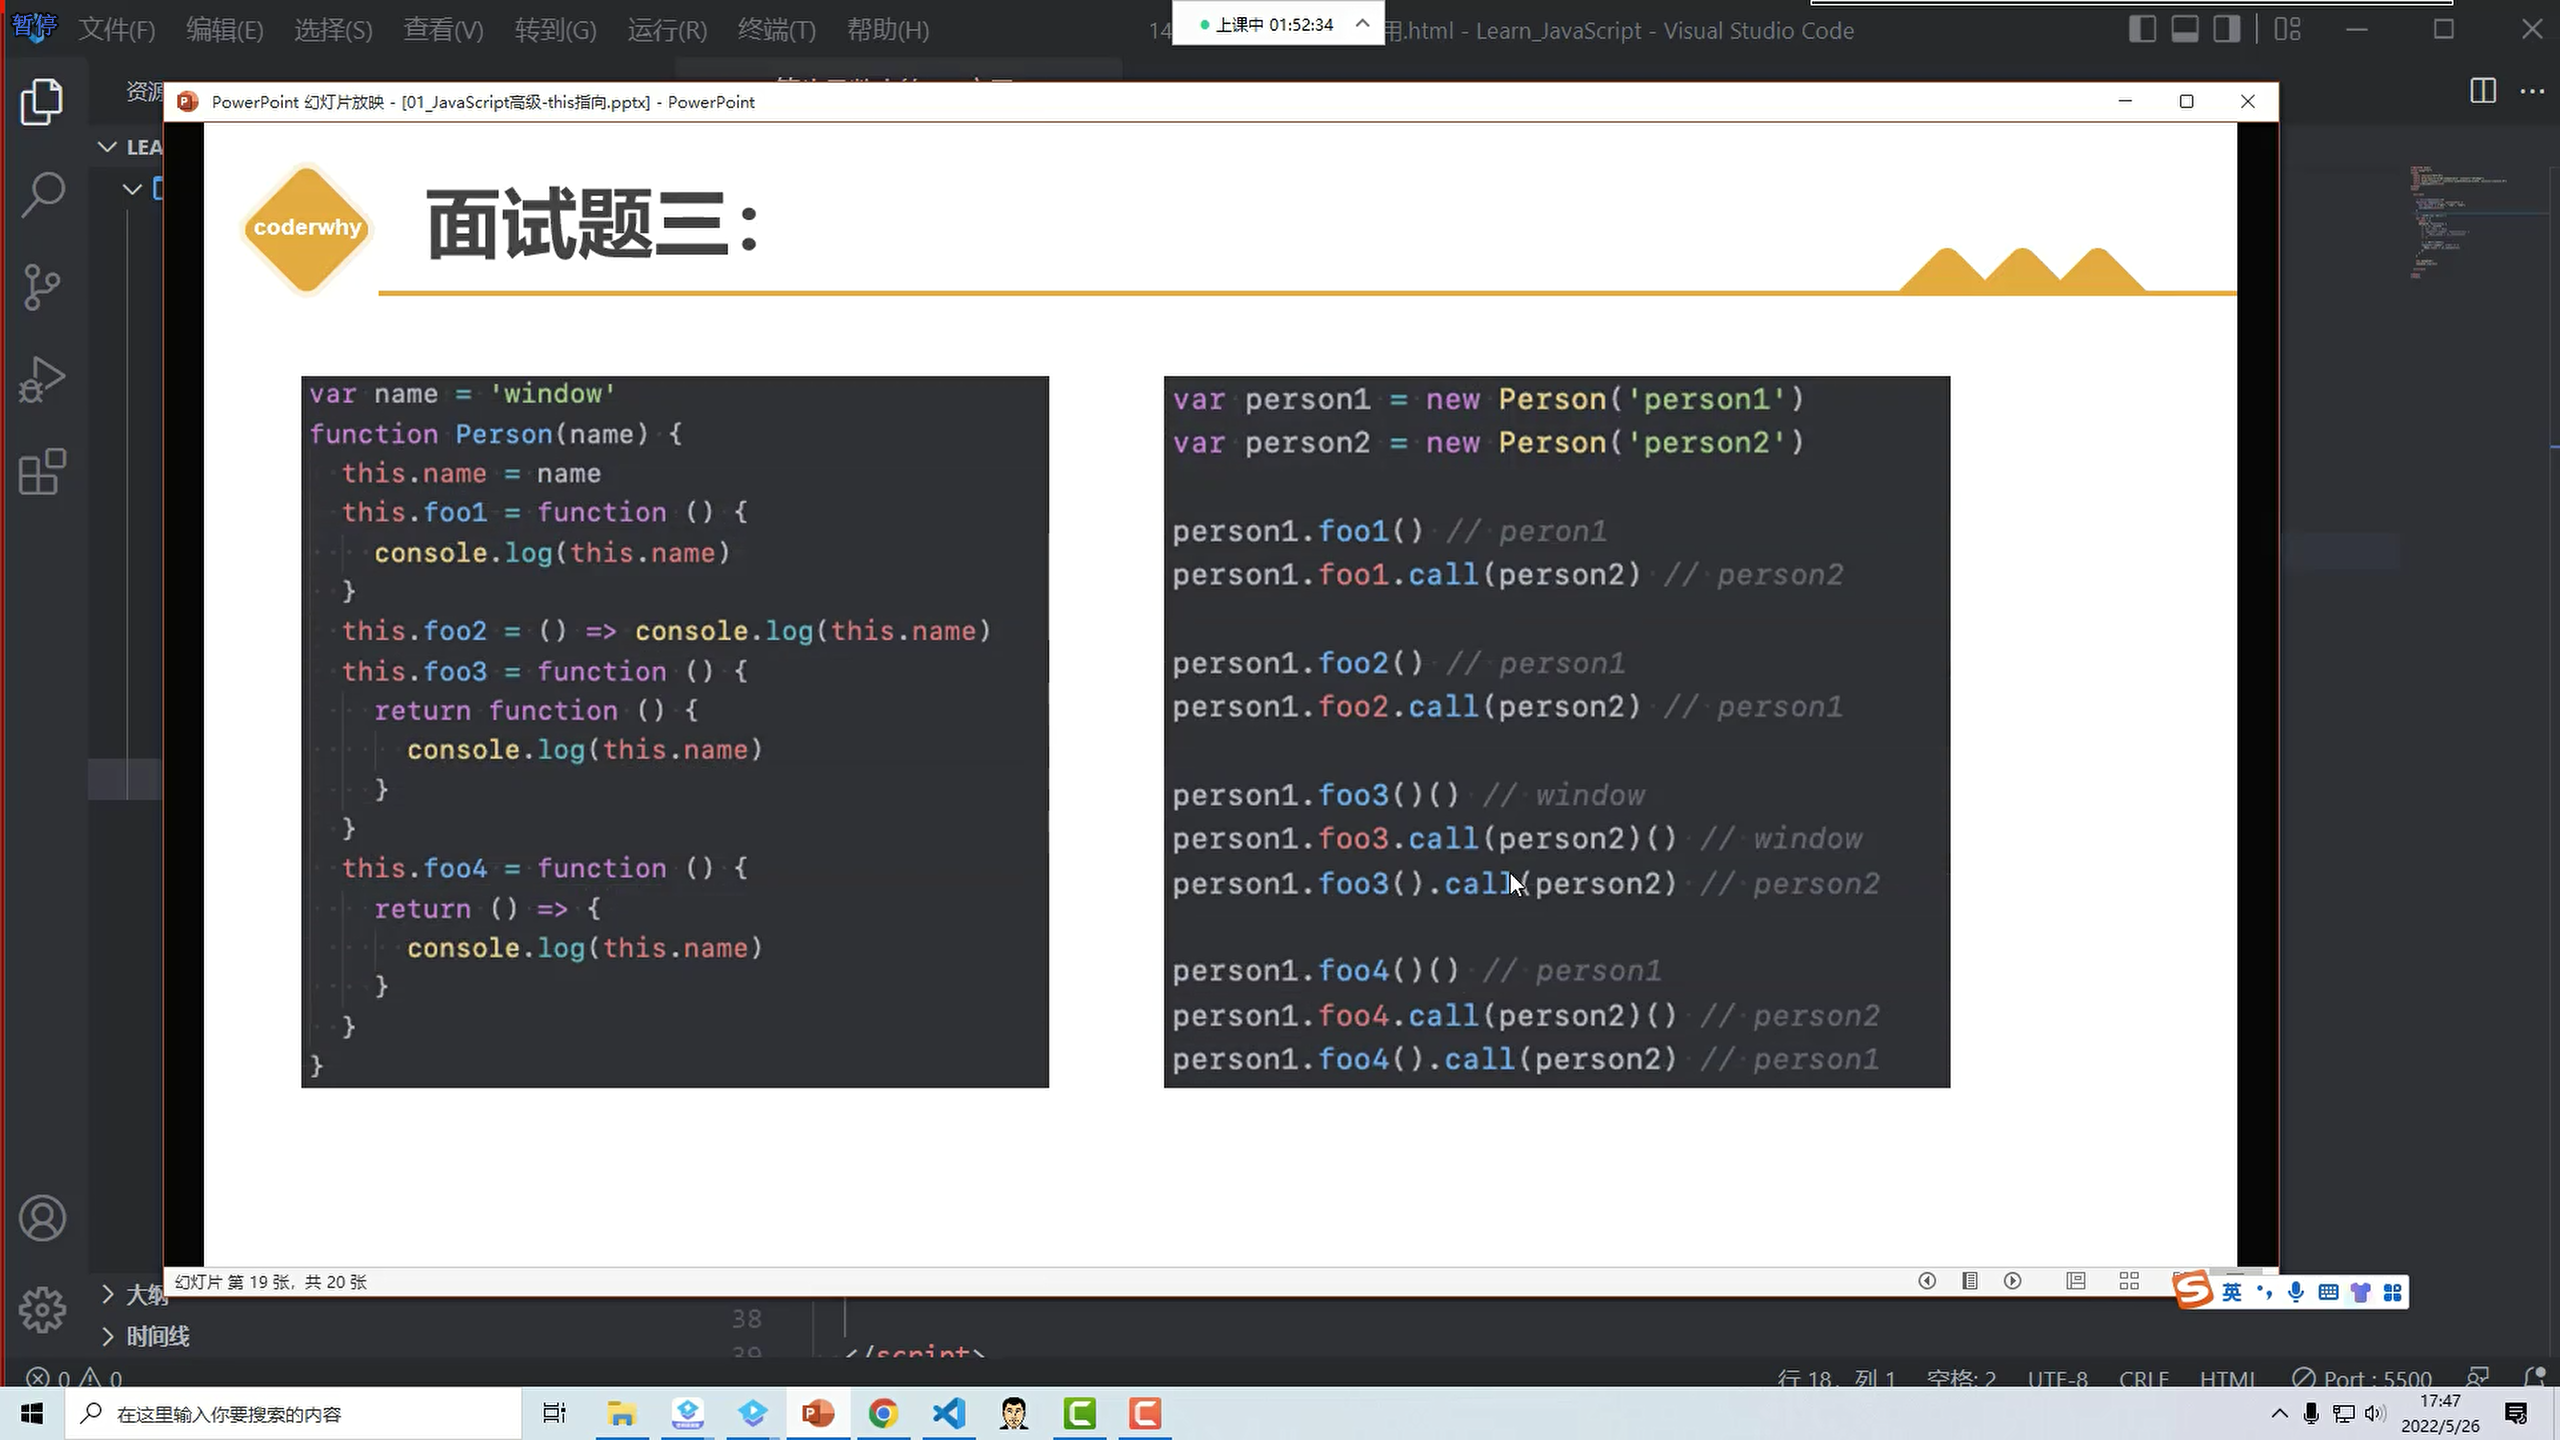 暂停
文件(F) 编辑(E) 选择(S) 查看(V) 转到(G) 运行(R) 终端(T) 帮助(H)
上课中 01:52:34
14
用.html - Learn_JavaScript - Visual Studio Code
资源
LEA
PowerPoint 幻灯片放映 - [01_JavaScript高级-this指向.pptx] - PowerPoint
coderwhy
面试题三：
var name = 'window'
function Person(name) {
this.name = name
this.foo1 = function () {
console.log(this.name)
}
this.foo2 = () => console.log(this.name)
this.foo3 = function () {
return function () {
console.log(this.name)
}
}
this.foo4 = function () {
return () => {
console.log(this.name)
}
}
}
var person1 = new Person('person1')
var person2 = new Person('person2')
person1.foo1() // peron1
person1.foo1.call(person2) // person2
person1.foo2() // person1
person1.foo2.call(person2) // person1
person1.foo3()() // window
person1.foo3.call(person2)() // window
person1.foo3().call(person2) // person2
person1.foo4()() // person1
person1.foo4.call(person2)() // person2
person1.foo4().call(person2) // person1
幻灯片 第 19 张，共 20 张
英
大纲
时间线
38
39
</script>
0 0
行 18，列 1 空格: 2 UTF-8 CRLF HTML Port : 5500
在这里输入你要搜索的内容
17:47
2022/5/26